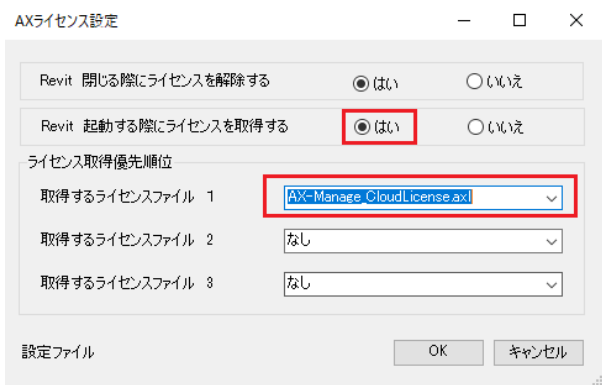 AXライセンス設定
Revit 閉じる際にライセンスを解除する はい いいえ
Revit 起動する際にライセンスを取得する はい いいえ
ライセンス取得優先順位
取得するライセンスファイル 1 AX-Manage_CloudLicense.axl
取得するライセンスファイル 2 なし
取得するライセンスファイル 3 なし
設定ファイル OK キャンセル